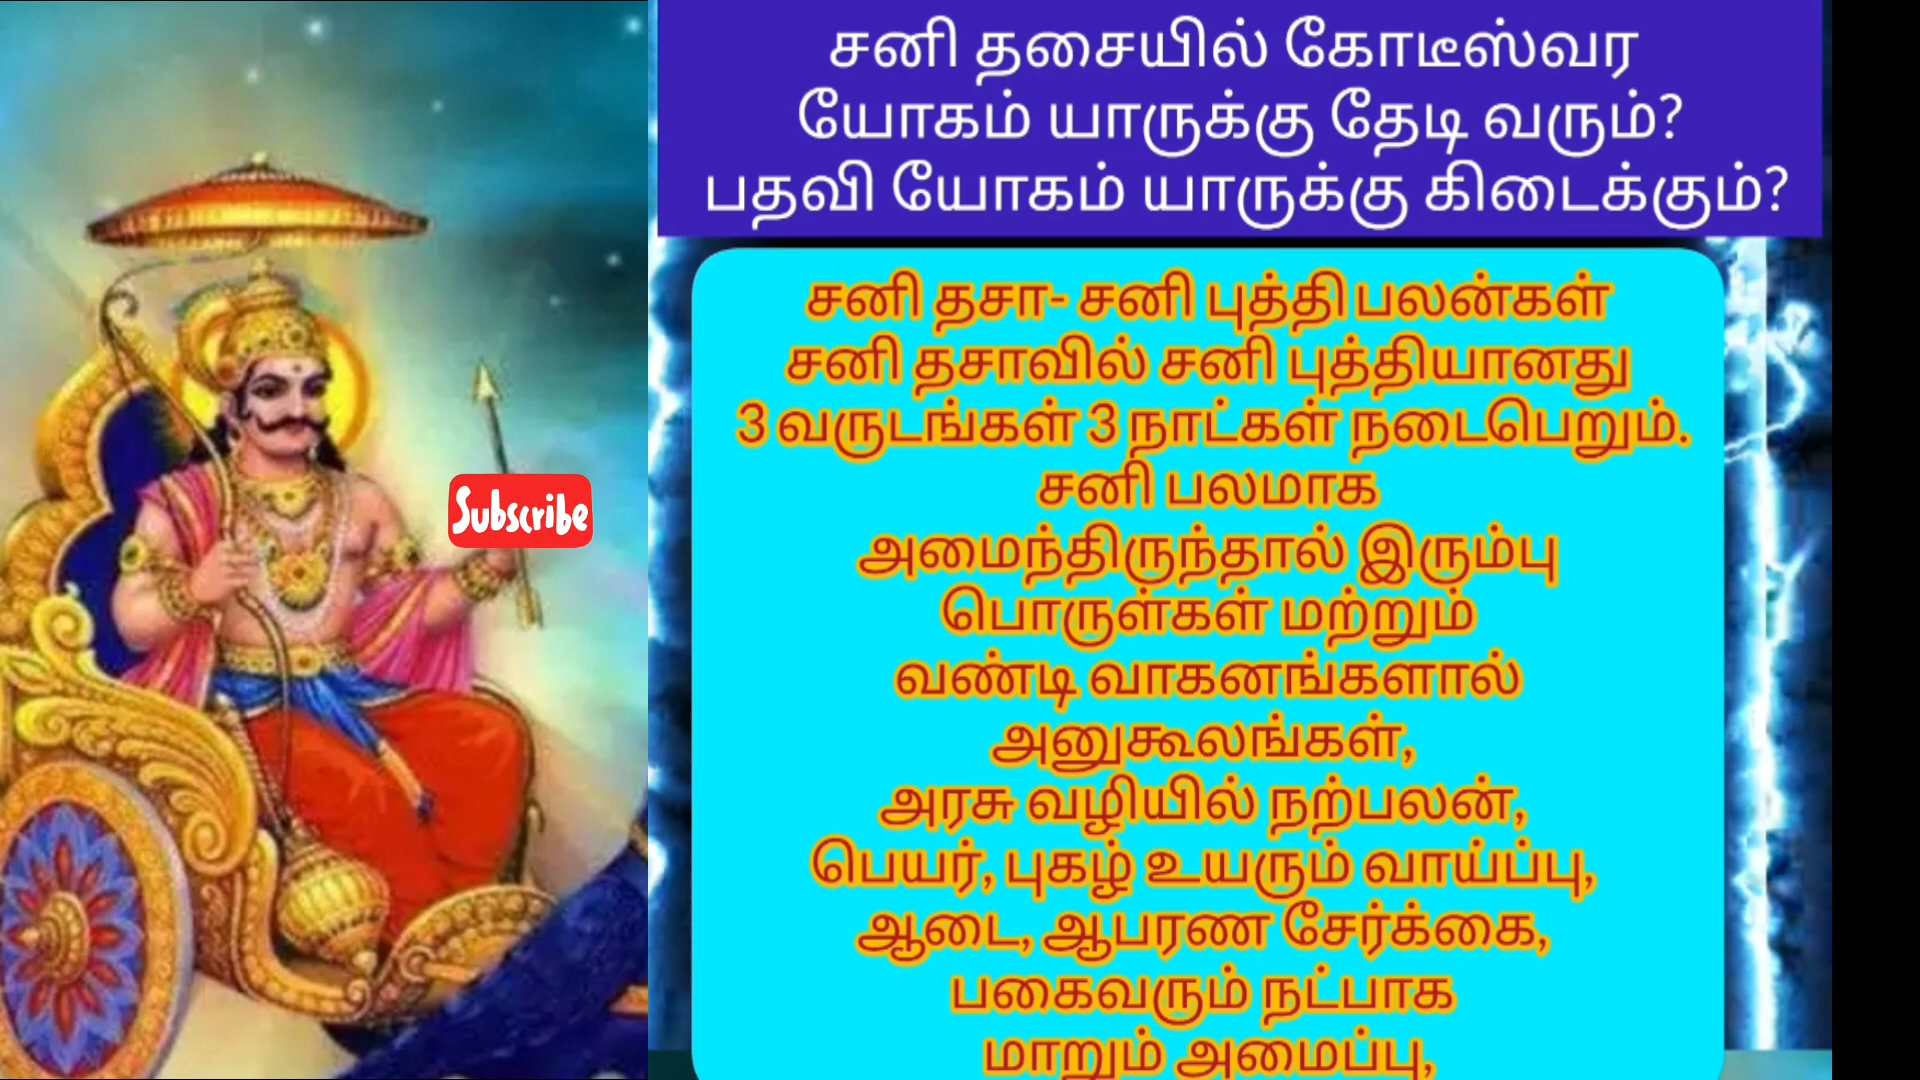 சனி தசையில் கோடீஸ்வர
யோகம் யாருக்கு தேடி வரும்?
பதவி யோகம் யாருக்கு கிடைக்கும்?
சனி தசா- சனி புத்தி பலன்கள்
சனி தசாவில் சனி புத்தியானது
3 வருடங்கள் 3 நாட்கள் நடைபெறும்.
சனி பலமாக
அமைந்திருந்தால் இரும்பு
பொருள்கள் மற்றும்
வண்டி வாகனங்களால்
அனுகூலங்கள்,
அரசு வழியில் நற்பலன்,
பெயர், புகழ் உயரும் வாய்ப்பு,
ஆடை, ஆபரண சேர்க்கை,
பகைவரும் நட்பாக
மாறும் அமைப்பு,
Subscribe